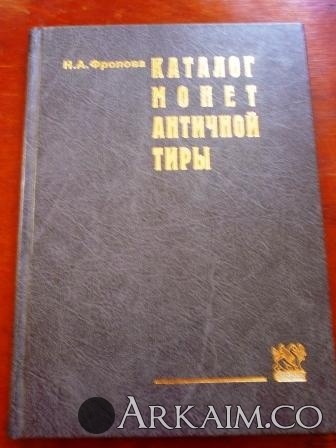 Н.А.Фролова
КАТАЛОГ
МОНЕТ
АНТИЧНОЙ
ТИРЫ
ARKAIM.CO